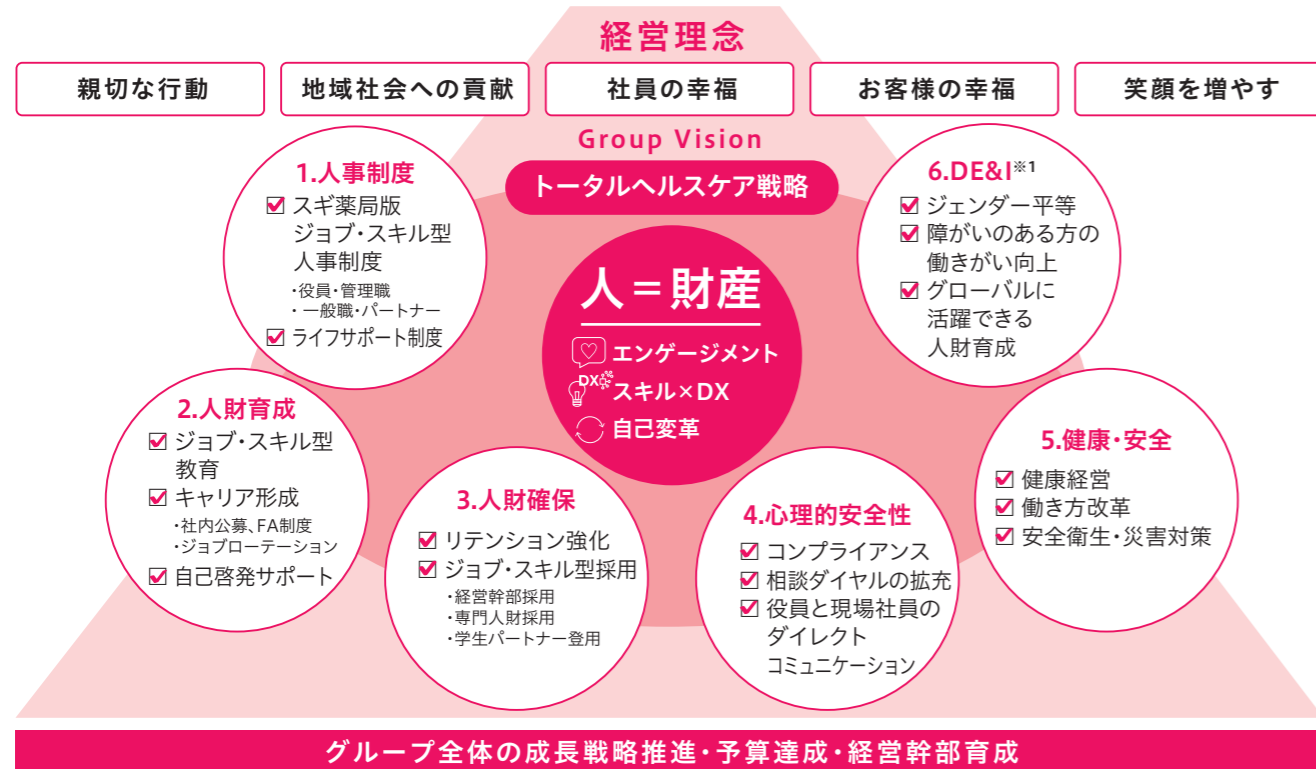 経営理念
親切な行動
地域社会への貢献
社員の幸福
お客様の幸福
笑顔を増やす
Group Vision
トータルヘルスケア戦略
人＝財産
エンゲージメント
DX
スキル×DX
自己変革
1.人事制度
スギ薬局版
ジョブ・スキル型
人事制度
・役員・管理職
・一般職・パートナー
ライフサポート制度
2.人財育成
ジョブ・スキル型
教育
キャリア形成
・社内公募、FA制度
・ジョブローテーション
自己啓発サポート
3.人財確保
リテンション強化
ジョブ・スキル型採用
・経営幹部採用
・専門人財採用
・学生パートナー登用
4.心理的安全性
コンプライアンス
相談ダイヤルの拡充
役員と現場社員の
ダイレクト
コミュニケーション
5.健康・安全
健康経営
働き方改革
安全衛生・災害対策
6.DE&I※1
ジェンダー平等
障がいのある方の
働きがい向上
グローバルに
活躍できる
人財育成
グループ全体の成長戦略推進・予算達成・経営幹部育成